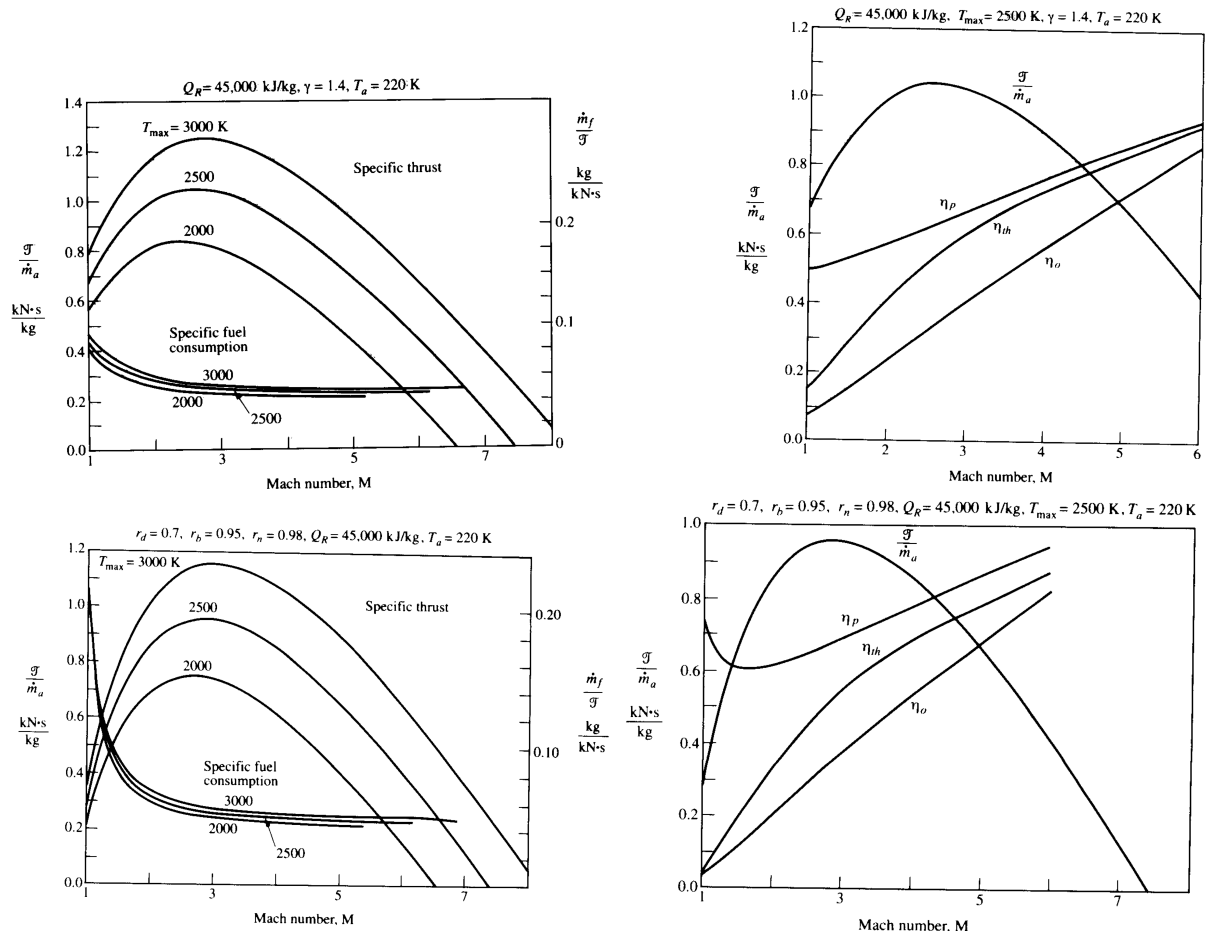 Q_R = 45,000 kJ/kg, γ = 1.4, T_a = 220 K
1.4
1.2
1.0
0.8
0.6
0.4
0.2
0.0
𝒯/ṁ_a
kN·s/kg
T_max = 3000 K
2500
2000
Specific thrust
Specific fuel
consumption
3000
2000
2500
ṁ_f/𝒯
kg/kN·s
0.2
0.1
0
1 3 5 7
Mach number, M
Q_R = 45,000 kJ/kg, T_max = 2500 K, γ = 1.4, T_a = 220 K
1.2
1.0
0.8
0.6
0.4
0.2
0.0
𝒯/ṁ_a
kN·s/kg
𝒯/ṁ_a
η_p
η_th
η_o
1 2 3 4 5 6
Mach number, M
r_d = 0.7, r_b = 0.95, r_n = 0.98, Q_R = 45,000 kJ/kg, T_a = 220 K
1.2
1.0
0.8
0.6
0.4
0.2
0.0
𝒯/ṁ_a
kN·s/kg
T_max = 3000 K
2500
2000
Specific thrust
Specific fuel
consumption
3000
2000
2500
0.20
0.10
ṁ_f/𝒯
kg/kN·s
1 3 5 7
Mach number, M
r_d = 0.7, r_b = 0.95, r_n = 0.98, Q_R = 45,000 kJ/kg, T_max = 2500 K, T_a = 220 K
1.0
0.8
0.6
0.4
0.2
0.0
𝒯/ṁ_a
kN·s/kg
𝒯/ṁ_a
η_p
η_th
η_o
1 3 5 7
Mach number, M